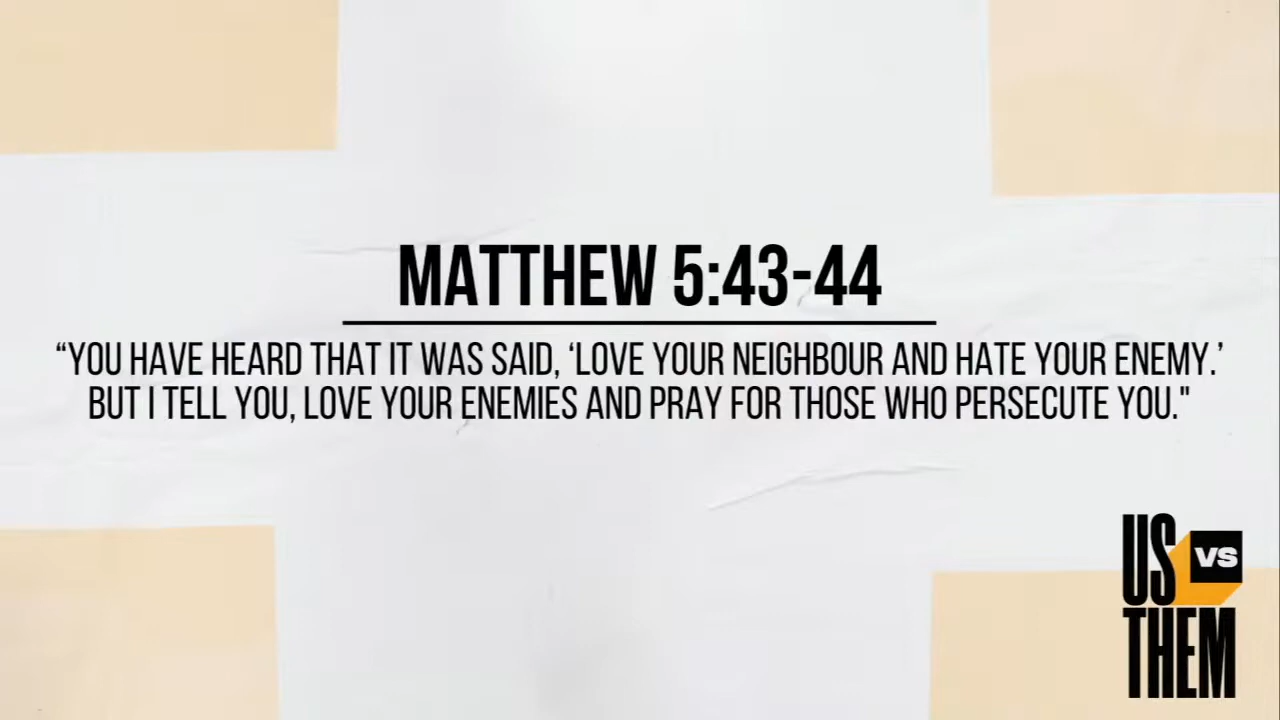 MATTHEW 5:43-44
“YOU HAVE HEARD THAT IT WAS SAID, ‘LOVE YOUR NEIGHBOUR AND HATE YOUR ENEMY.’
BUT I TELL YOU, LOVE YOUR ENEMIES AND PRAY FOR THOSE WHO PERSECUTE YOU."
US VS
THEM